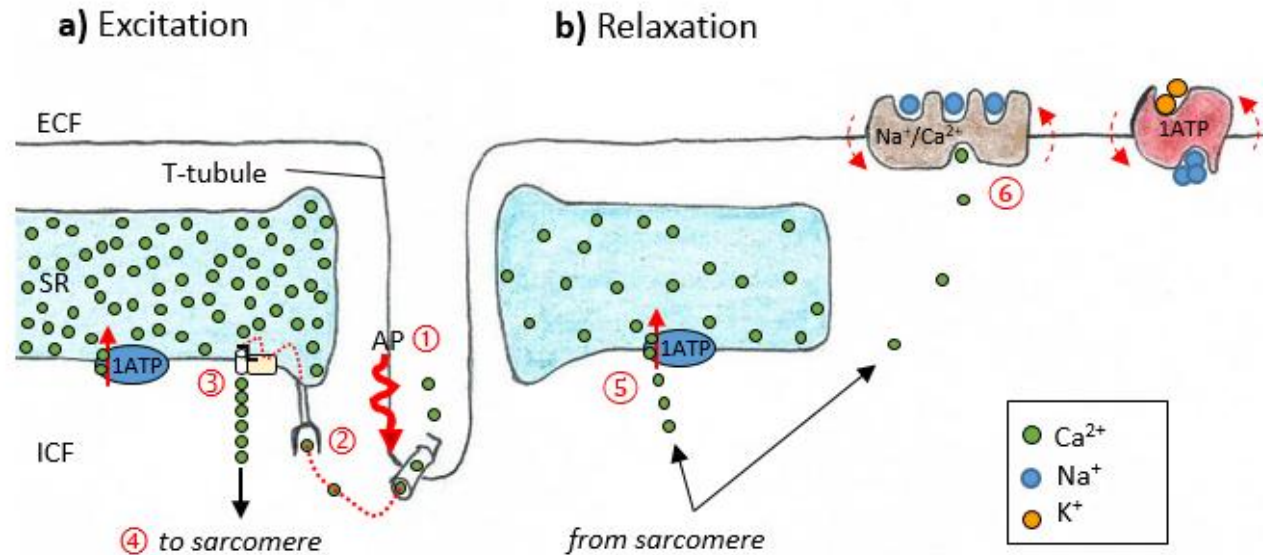 a) Excitation
b) Relaxation
ECF
T-tubule
Na⁺/Ca²⁺
1ATP
⑥
SR
AP ①
1ATP
1ATP
③
②
⑤
ICF
④ to sarcomere
from sarcomere
Ca²⁺
Na⁺
K⁺